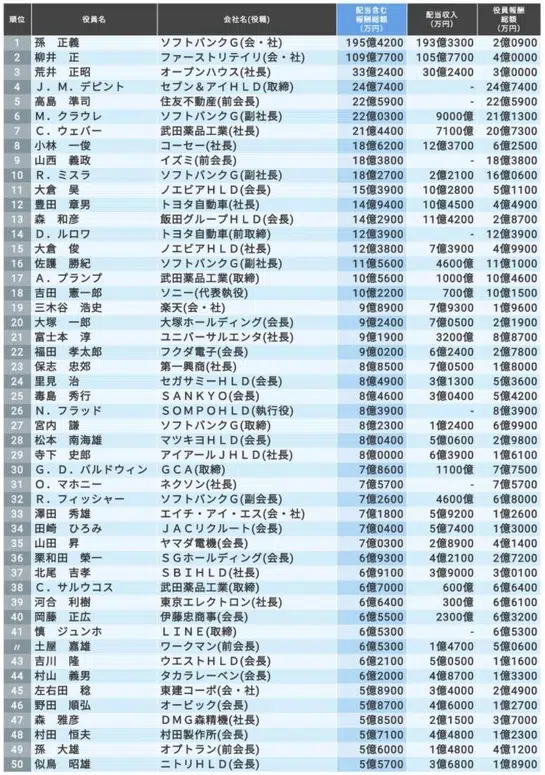 順位 役員名 会社名(役職) 配当含む報酬総額(万円) 配当収入(万円) 役員報酬総額(万円)
1 孫 正義 ソフトバンクG(会・社) 195億4200 193億3300 2億0900
2 柳井 正 ファーストリテイリ(会・社) 109億7700 105億7700 4億0000
3 荒井 正昭 オープンハウス(社長) 33億2400 30億2400 3億0000
4 J.M.デピント セブン&アイHLD(取締) 24億7400 - 24億7400
5 高島 準司 住友不動産(前会長) 22億5900 - 22億5900
6 M.クラウレ ソフトバンクG(副社長) 22億0300 9000億 21億1300
7 C.ウェバー 武田薬品工業(社長) 21億4400 7100億 20億7300
8 小林 一俊 コーセー(社長) 18億6200 12億3700 6億2500
9 山西 義政 イズミ(前会長) 18億3800 - 18億3800
10 R.ミスラ ソフトバンクG(副社長) 18億2700 2億2100 16億0600
11 大倉 昊 ノエビアHLD(会長) 15億3900 10億2800 5億1100
12 豊田 章男 トヨタ自動車(社長) 14億9400 10億4500 4億4900
13 森 和彦 飯田グループHLD(会長) 14億2900 11億4200 2億8700
14 D.ルロワ トヨタ自動車(前取締) 12億3900 - 12億3900
15 大倉 俊 ノエビアHLD(社長) 12億3800 7億3900 4億9900
16 佐護 勝紀 ソフトバンクG(副社長) 11億5600 4600億 11億1000
17 A.プランプ 武田薬品工業(取締) 10億5600 1000億 10億4600
18 吉田 憲一郎 ソニー(代表執役) 10億2200 700億 10億1500
19 三木谷 浩史 楽天(会・社) 9億8900 7億9300 1億9600
20 大塚 一郎 大塚ホールディング(会長) 9億2400 7億0500 2億1900
21 富士本 淳 ユニバーサルエンタ(社長) 9億1900 3200億 8億8700
22 福田 孝太郎 フクダ電子(会長) 9億0200 6億2400 2億7800
23 保志 忠郊 第一興商(社長) 8億8500 7億0500 1億8000
24 里見 治 セガサミーHLD(会長) 8億4900 3億1300 5億3600
25 毒島 秀行 SANKYO(会長) 8億4600 3億0400 5億4200
26 N.フラッド SOMPOHLD(執行役) 8億3900 - 8億3900
27 宮内 謙 ソフトバンクG(取締) 8億2300 1億2400 6億9900
28 松本 南海雄 マツキヨHLD(会長) 8億0400 5億0600 2億9800
29 寺下 史郎 アイアールJHLD(社長) 8億0000 6億3900 1億6100
30 G.D.バルドウィン GCA(取締) 7億8600 1100億 7億7500
31 O.マホニー ネクソン(社長) 7億5700 - 7億5700
32 R.フィッシャー ソフトバンクG(副会長) 7億2600 4600億 6億8000
33 澤田 秀雄 エイチ・アイ・エス(会・社) 7億1800 5億9200 1億2600
34 田崎 ひろみ JACリクルート(会長) 7億0400 5億7400 1億3000
35 山田 昇 ヤマダ電機(会長) 7億0300 2億8900 4億1400
36 栗和田 榮一 SGホールディング(会長) 6億9300 4億2100 2億7200
37 北尾 吉孝 SBIHLD(社長) 6億9100 3億9000 3億0100
38 C.サルウコス 武田薬品工業(取締) 6億7000 600億 6億6400
39 河合 利樹 東京エレクトロン(社長) 6億6400 300億 6億6100
40 岡藤 正広 伊藤忠商事(会長) 6億5500 2300億 6億3200
41 慎 ジュンホ LINE(取締) 6億5300 - 6億5300
〃 土屋 嘉雄 ワークマン(前会長) 6億5300 1億4700 5億0600
43 吉川 隆 ウエストHLD(会長) 6億2100 5億0500 1億1600
44 村山 義男 タカラレーベン(会長) 6億2000 4億8700 1億3300
45 左右田 稔 東建コーポ(会・社) 5億8900 3億4000 2億4900
46 野田 順弘 オービック(会長) 5億8700 4億6000 1億2700
47 森 雅彦 DMG森精機(社長) 5億8500 2億1500 3億7000
48 村田 恒夫 村田製作所(会長) 5億7100 4億4800 1億2300
49 孫 大雄 オプトラン(前会長) 5億6000 1億4800 4億1200
50 似鳥 昭雄 ニトリHLD(会長) 5億5700 3億6800 1億8900